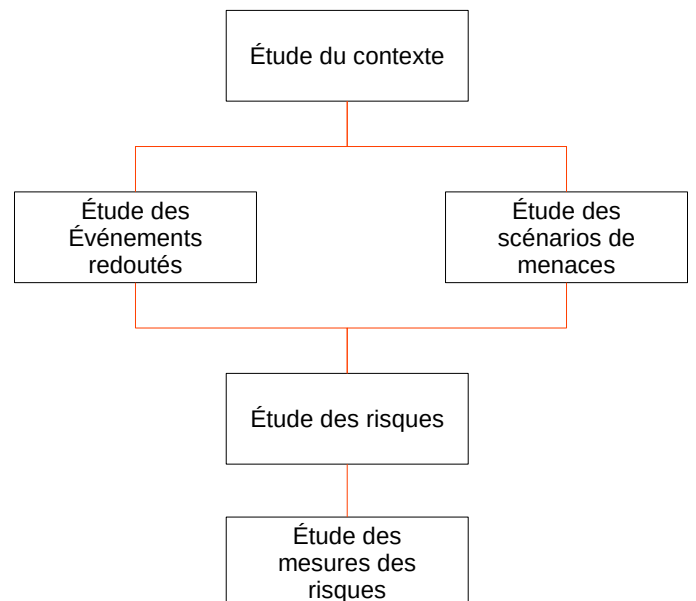 Étude du contexte
Étude des
Événements
redoutés
Étude des
scénarios de
menaces
Étude des risques
Étude des
mesures des
risques